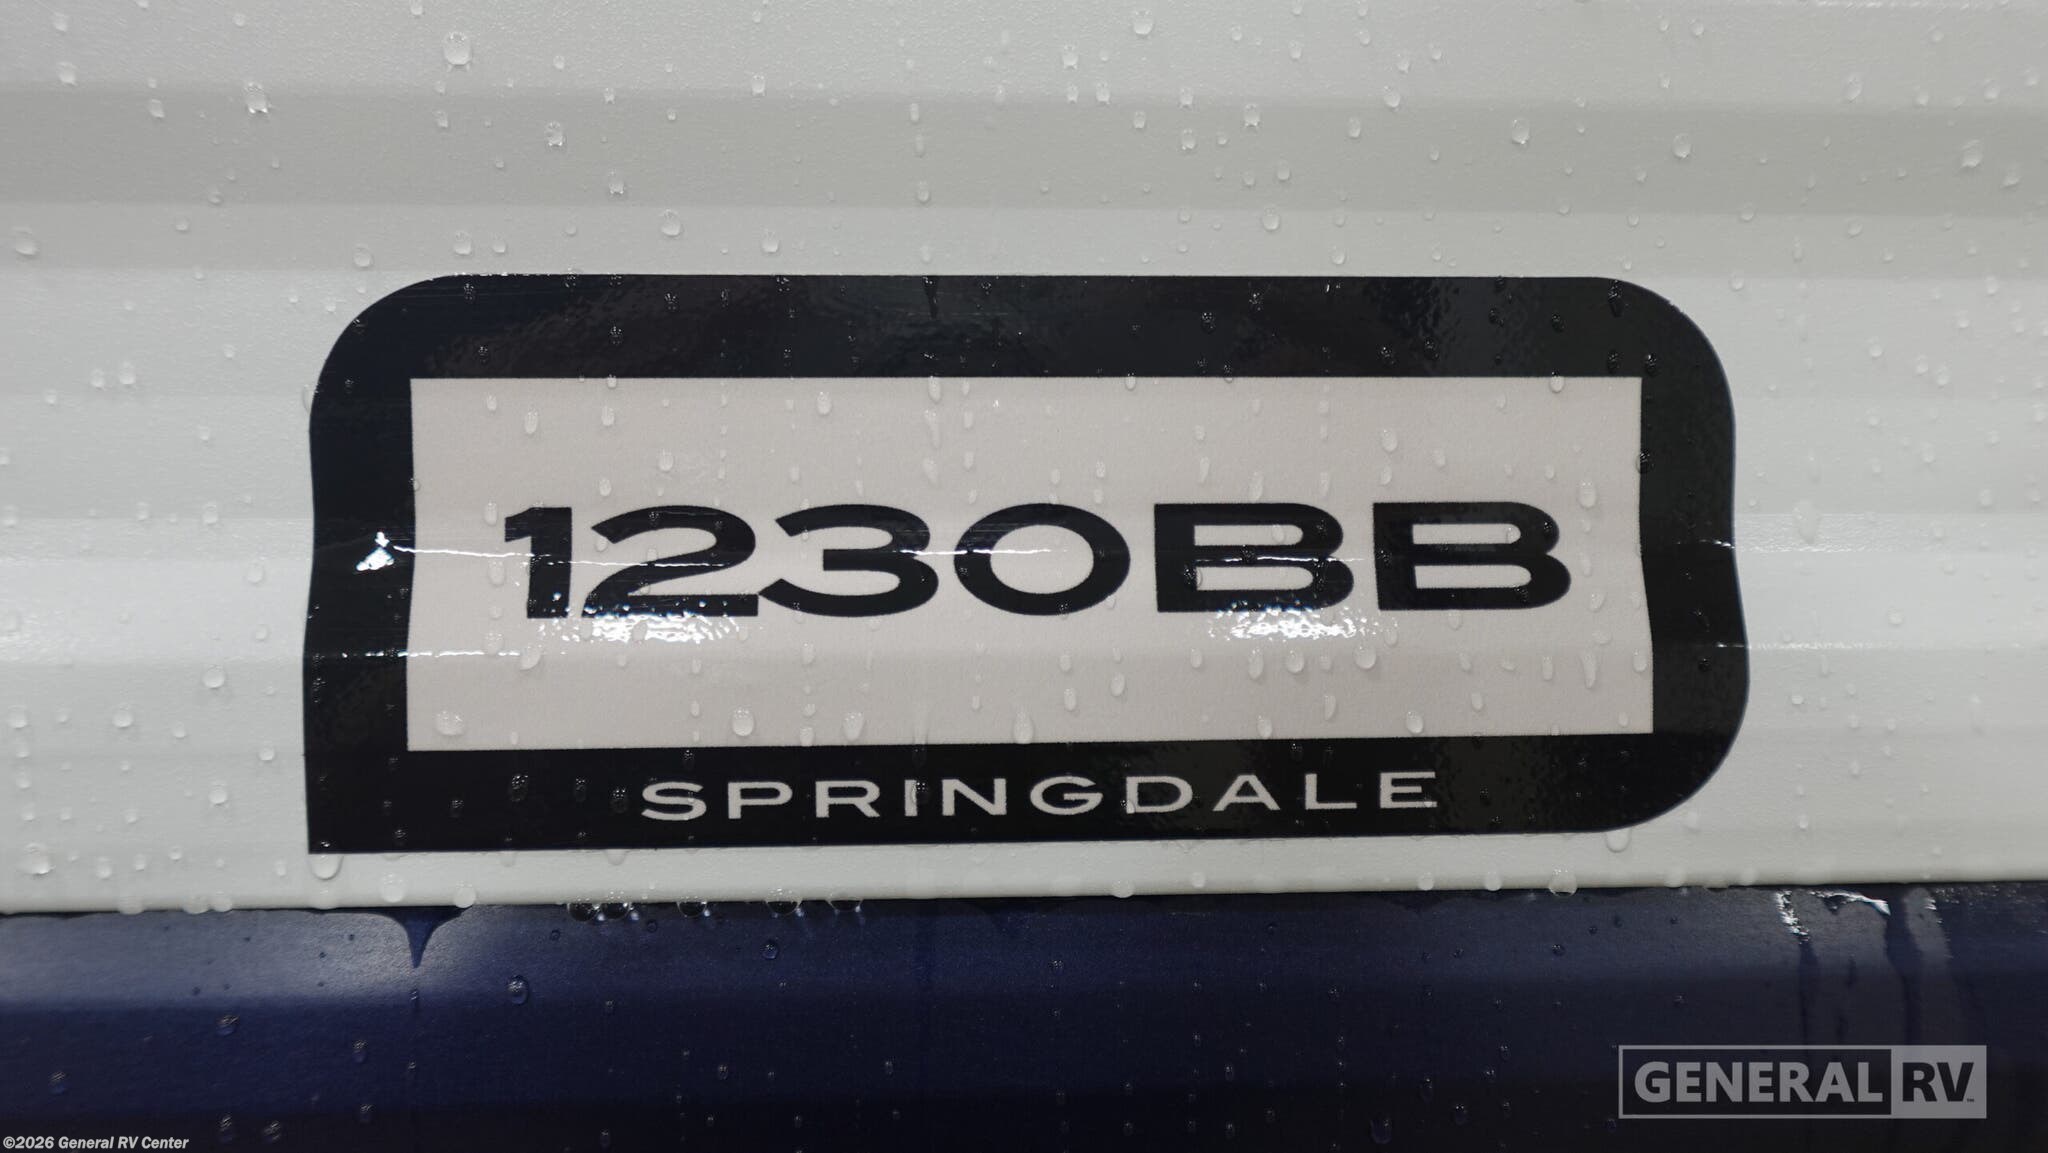 1230BB
SPRINGDALE
GENERAL RV
©2026 General RV Center